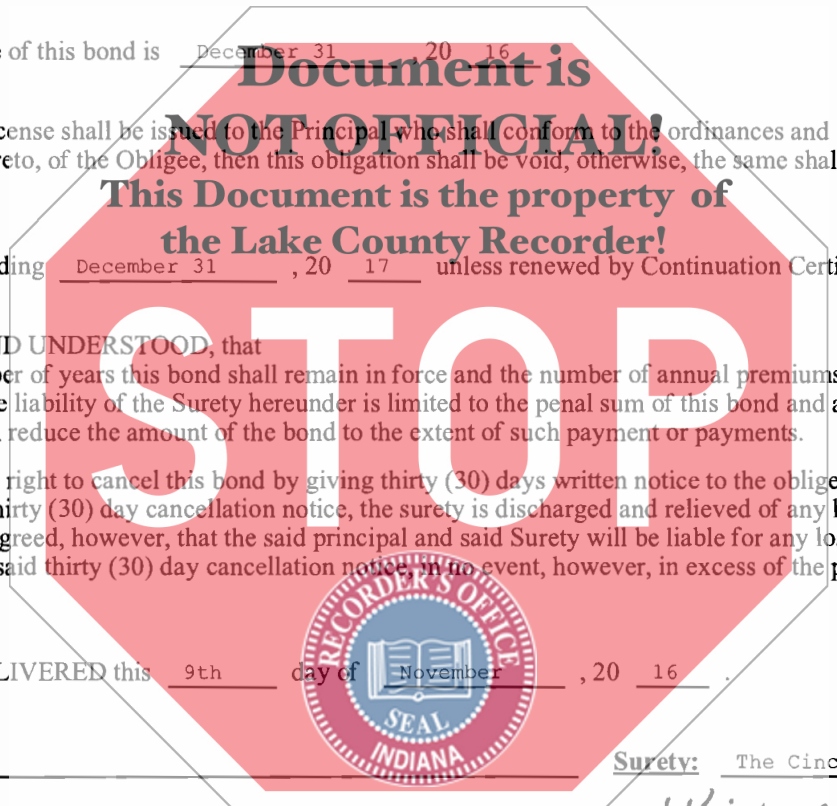 e of this bond is December 31 , 20 16 .
Document is
NOT OFFICIAL!
cense shall be issued to the Principal who shall conform to the ordinances and
reto, of the Obligee, then this obligation shall be void, otherwise, the same shal
This Document is the property of
the Lake County Recorder!
ding December 31 , 20 17 unless renewed by Continuation Certi
STOP
D UNDERSTOOD, that
er of years this bond shall remain in force and the number of annual premiums
e liability of the Surety hereunder is limited to the penal sum of this bond and a
reduce the amount of the bond to the extent of such payment or payments.
right to cancel this bond by giving thirty (30) days written notice to the oblige
irty (30) day cancellation notice, the surety is discharged and relieved of any l
greed, however, that the said principal and said Surety will be liable for any lo
said thirty (30) day cancellation notice, in no event, however, in excess of the p
RECORDER'S OFFICE
SEAL
INDIANA
LIVERED this 9th day of November , 20 16 .
Surety: The Cinc